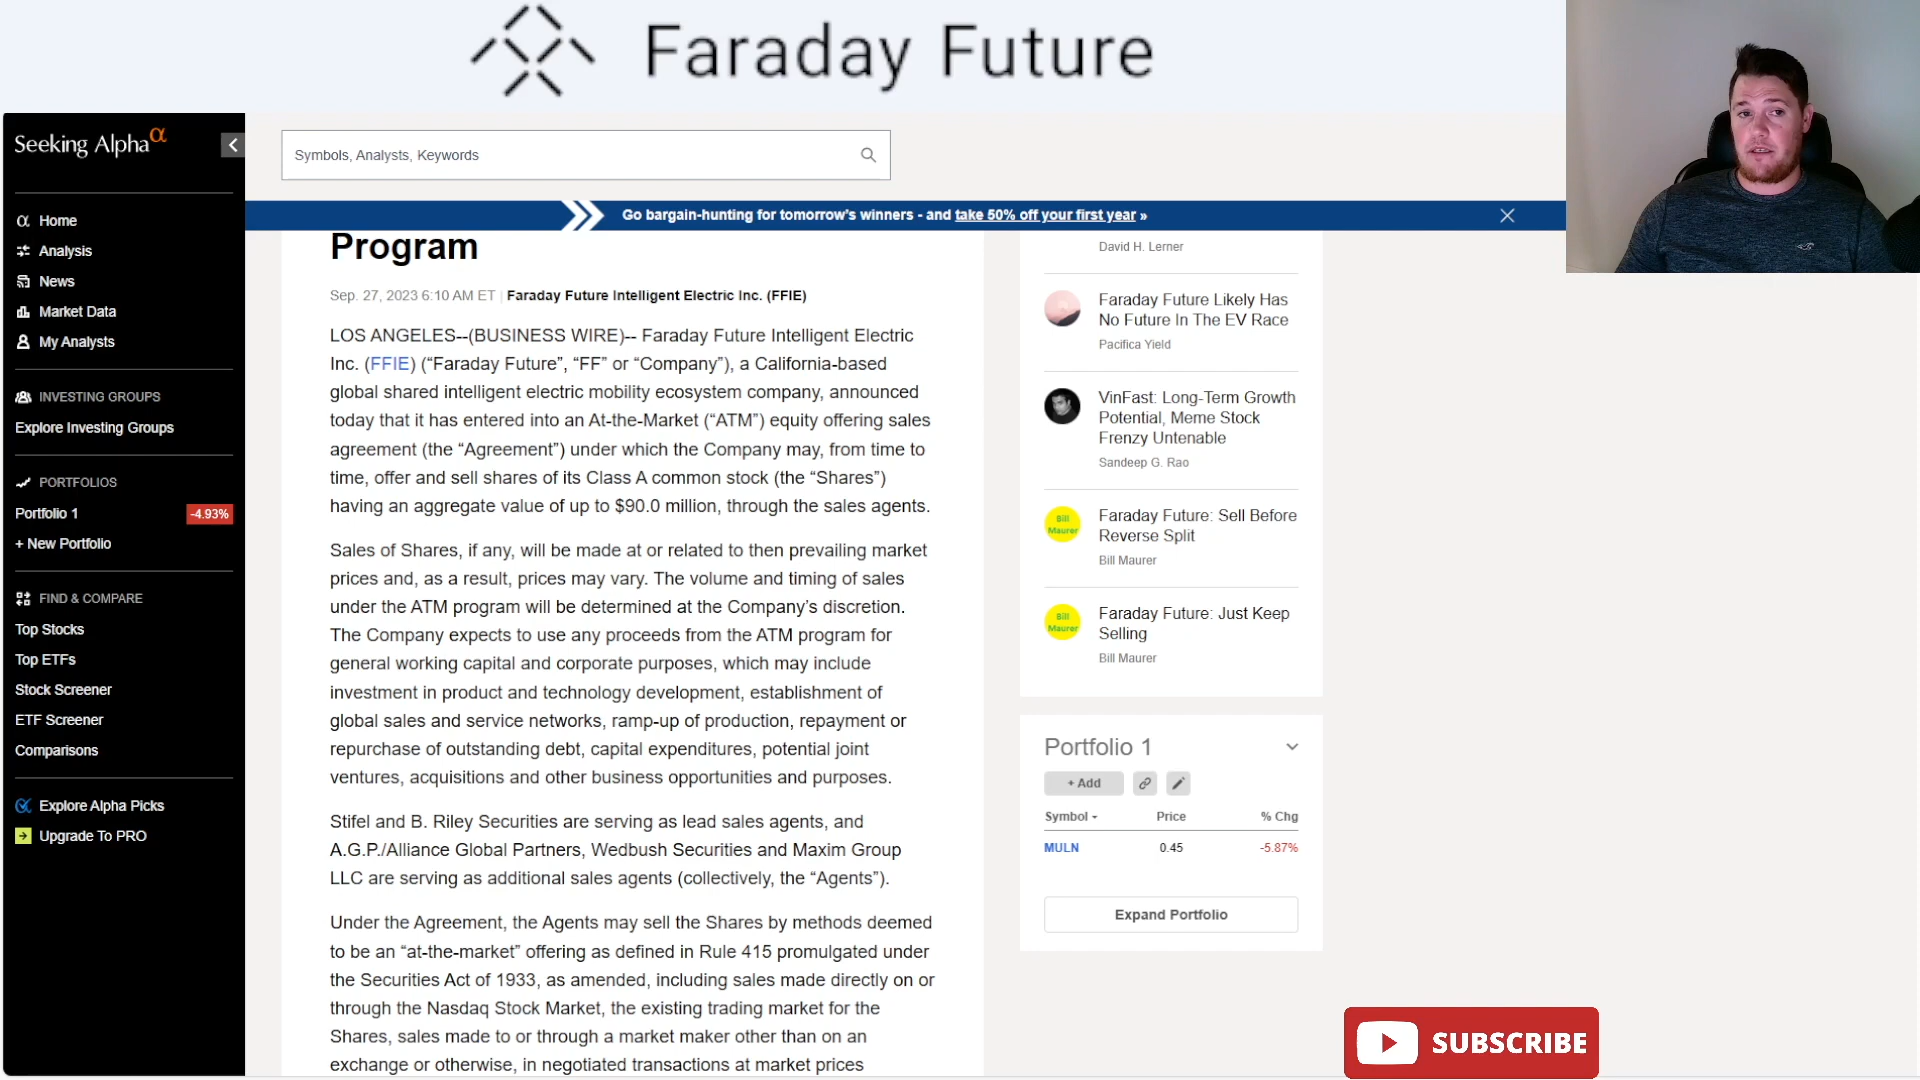 Faraday Future
Seeking Alpha α
Symbols, Analysts, Keywords
Go bargain-hunting for tomorrow's winners - and take 50% off your first year »
Home
Analysis
News
Market Data
My Analysts
INVESTING GROUPS
Explore Investing Groups
PORTFOLIOS
Portfolio 1 -4.93%
+ New Portfolio
FIND & COMPARE
Top Stocks
Top ETFs
Stock Screener
ETF Screener
Comparisons
Explore Alpha Picks
Upgrade To PRO
Program
Sep. 27, 2023 6:10 AM ET | Faraday Future Intelligent Electric Inc. (FFIE)
LOS ANGELES--(BUSINESS WIRE)-- Faraday Future Intelligent Electric
Inc. (FFIE) (“Faraday Future”, “FF” or “Company”), a California-based
global shared intelligent electric mobility ecosystem company, announced
today that it has entered into an At-the-Market (“ATM”) equity offering sales
agreement (the “Agreement”) under which the Company may, from time to
time, offer and sell shares of its Class A common stock (the “Shares”)
having an aggregate value of up to $90.0 million, through the sales agents.
Sales of Shares, if any, will be made at or related to then prevailing market
prices and, as a result, prices may vary. The volume and timing of sales
under the ATM program will be determined at the Company’s discretion.
The Company expects to use any proceeds from the ATM program for
general working capital and corporate purposes, which may include
investment in product and technology development, establishment of
global sales and service networks, ramp-up of production, repayment or
repurchase of outstanding debt, capital expenditures, potential joint
ventures, acquisitions and other business opportunities and purposes.
Stifel and B. Riley Securities are serving as lead sales agents, and
A.G.P./Alliance Global Partners, Wedbush Securities and Maxim Group
LLC are serving as additional sales agents (collectively, the “Agents”).
Under the Agreement, the Agents may sell the Shares by methods deemed
to be an “at-the-market” offering as defined in Rule 415 promulgated under
the Securities Act of 1933, as amended, including sales made directly on or
through the Nasdaq Stock Market, the existing trading market for the
Shares, sales made to or through a market maker other than on an
exchange or otherwise, in negotiated transactions at market prices
David H. Lerner
Faraday Future Likely Has
No Future In The EV Race
Pacifica Yield
VinFast: Long-Term Growth
Potential, Meme Stock
Frenzy Untenable
Sandeep G. Rao
Bill
Maurer
Faraday Future: Sell Before
Reverse Split
Bill Maurer
Bill
Maurer
Faraday Future: Just Keep
Selling
Bill Maurer
Portfolio 1
+ Add
Symbol Price % Chg
MULN 0.45 -5.87%
Expand Portfolio
SUBSCRIBE